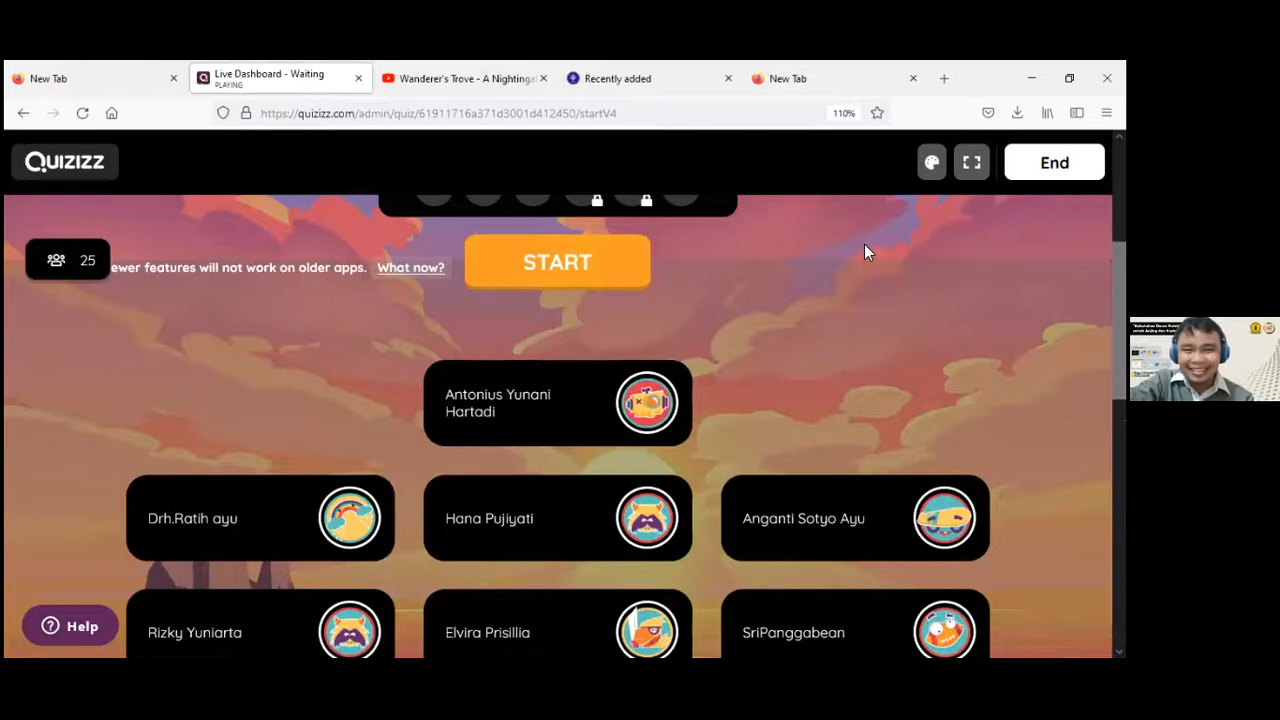 New Tab
Live Dashboard - Waiting
PLAYING
Wanderer's Trove - A Nightinga
Recently added
New Tab
https://quizizz.com/admin/quiz/61911716a371d3001d412450/startV4
110%
QUIZIZZ
End
25
ewer features will not work on older apps. What now?
START
Antonius Yunani
Hartadi
Drh.Ratih ayu
Hana Pujiyati
Anganti Sotyo Ayu
Rizky Yuniarta
Elvira Prisillia
SriPanggabean
Help